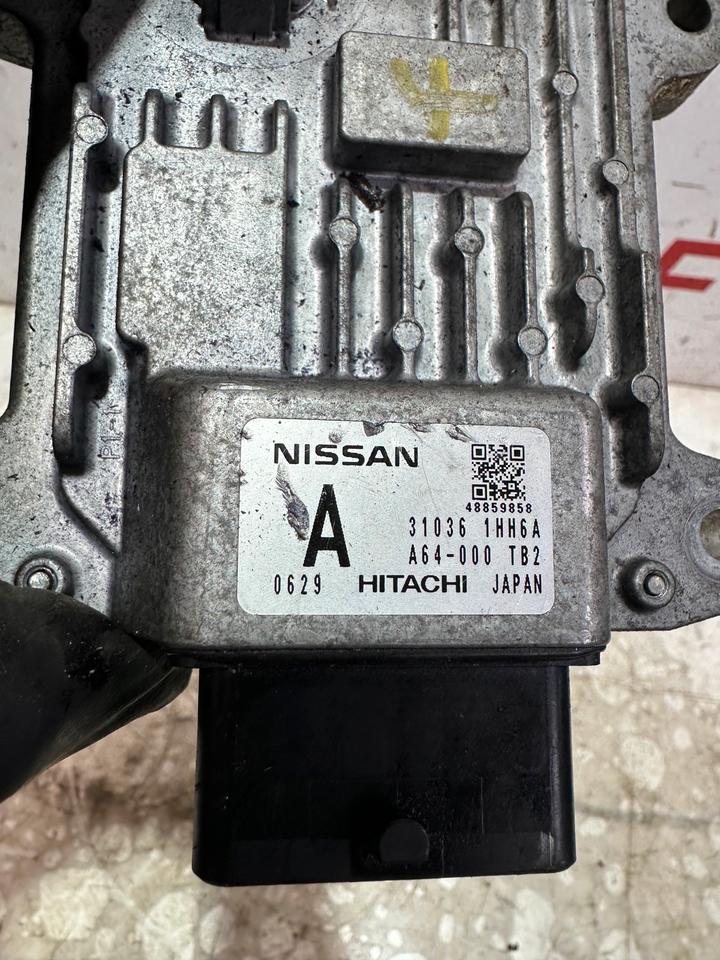 NISSAN
48859858
A
31036 1HH6A
A64-000 TB2
0629 HITACHI JAPAN